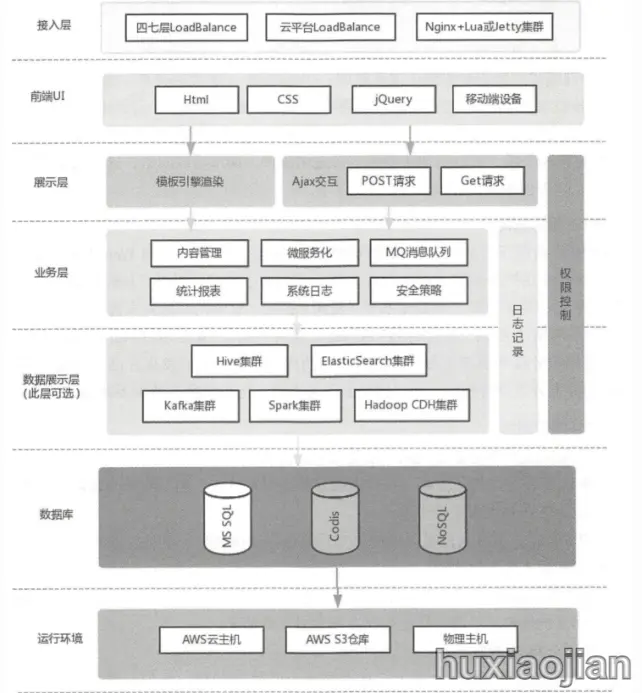 接入层
四七层LoadBalance
云平台LoadBalance
Nginx+Lua或Jetty集群
前端UI
Html
CSS
jQuery
移动端设备
展示层
模板引擎渲染
Ajax交互
POST请求
Get请求
业务层
内容管理
微服务化
MQ消息队列
统计报表
系统日志
安全策略
日志记录
权限控制
数据展示层
(此层可选)
Hive集群
ElasticSearch集群
Kafka集群
Spark集群
Hadoop CDH集群
数据库
MS SQL
Codis
NoSQL
运行环境
AWS云主机
AWS S3仓库
物理主机
huxiaojian